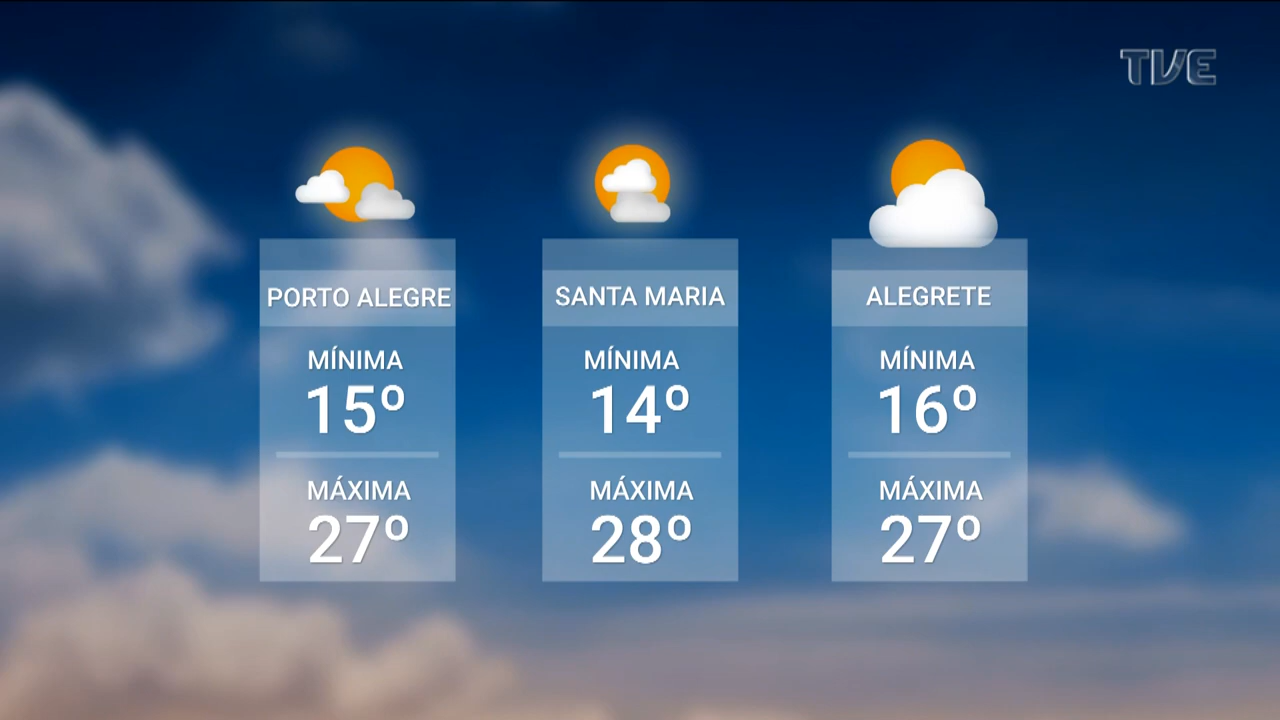 TVE
PORTO ALEGRE
MÍNIMA
15º
MÁXIMA
27º
SANTA MARIA
MÍNIMA
14º
MÁXIMA
28º
ALEGRETE
MÍNIMA
16º
MÁXIMA
27º